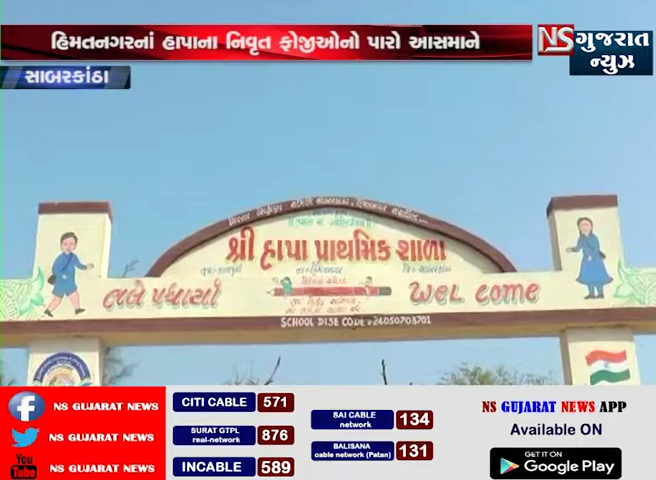 હિંમતનગરનાં હાપાના નિવૃત ફોજીઓનો પારો આસમાને
NS ગુજરાત
ન્યુઝ
સાબરકાંઠા
શ્રી હાપા પ્રાથમિક શાળા
ભલે પધાર્યા
WEL COME
SCHOOL DISE CODE 24050703701
NS GUJARAT NEWS
NS GUJARAT NEWS
You Tube NS GUJARAT NEWS
CITI CABLE 571
SURAT GTPL real-network 876
INCABLE 589
SAI CABLE network 134
BALISANA cable network (Patan) 131
NS GUJARAT NEWS APP
Available ON
GET IT ON
Google Play